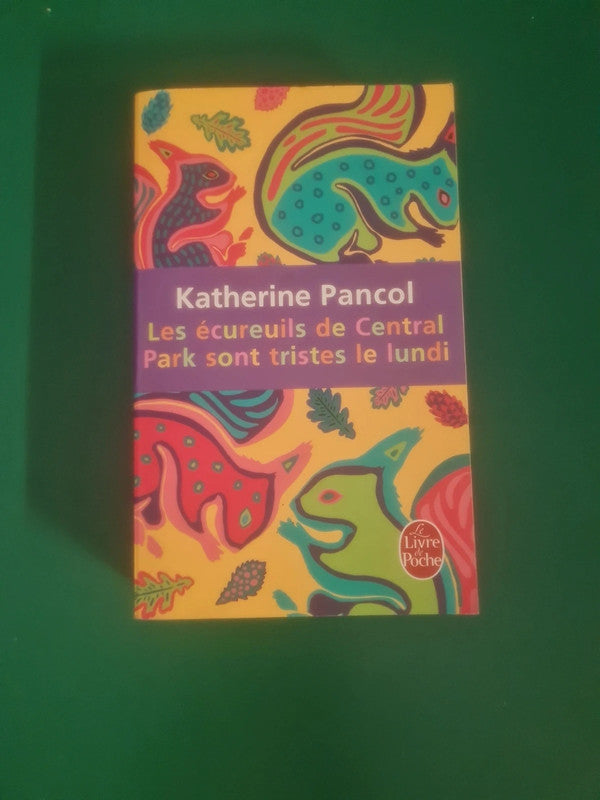 Katherine Pancol
Les écureuils de Central
Park sont tristes le lundi
Le
Livre
de
Poche